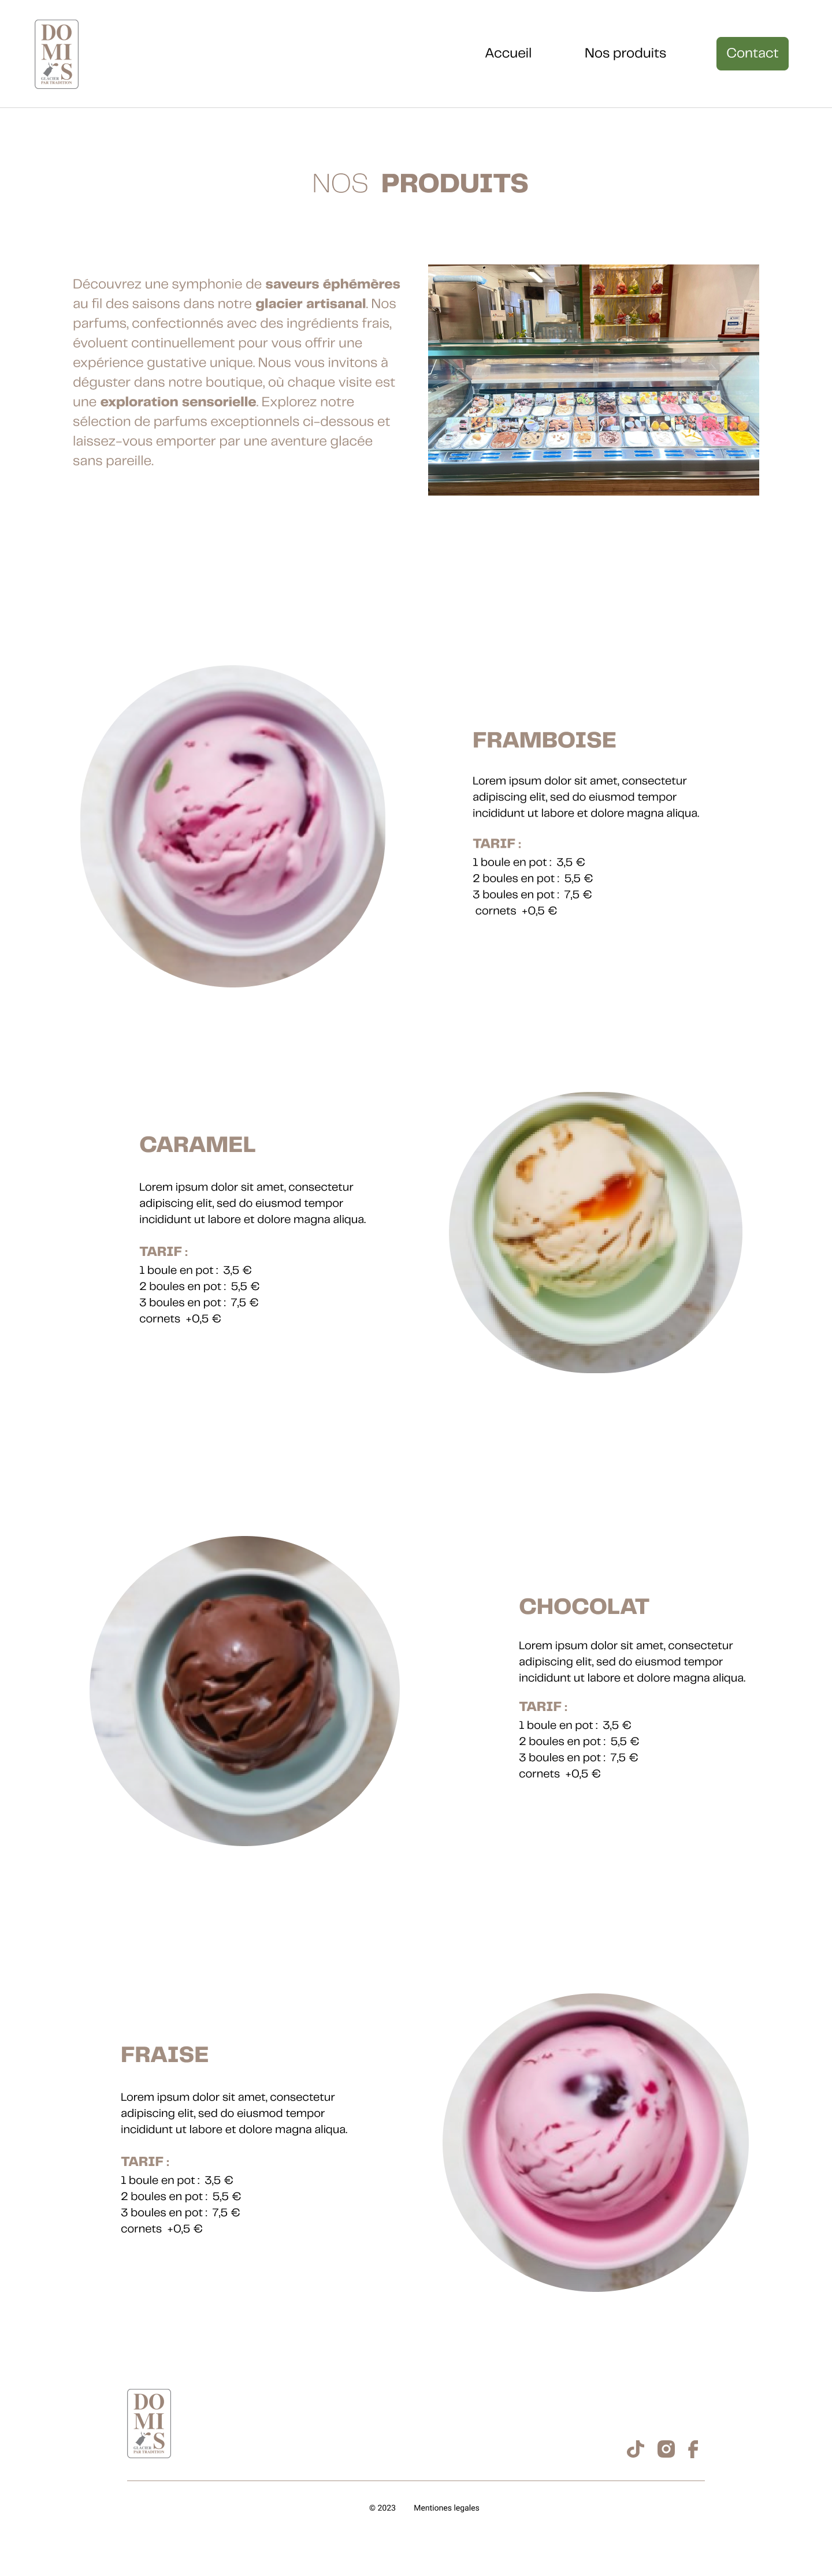 DO
MI
S
GLACIER
PAR TRADITION
Accueil
Nos produits
Contact
NOS PRODUITS
Découvrez une symphonie de saveurs éphémères
au fil des saisons dans notre glacier artisanal. Nos
parfums, confectionnés avec des ingrédients frais,
évoluent continuellement pour vous offrir une
expérience gustative unique. Nous vous invitons à
déguster dans notre boutique, où chaque visite est
une exploration sensorielle. Explorez notre
sélection de parfums exceptionnels ci-dessous et
laissez-vous emporter par une aventure glacée
sans pareille.
FRAMBOISE
Lorem ipsum dolor sit amet, consectetur
adipiscing elit, sed do eiusmod tempor
incididunt ut labore et dolore magna aliqua.
TARIF :
1 boule en pot : 3,5 €
2 boules en pot : 5,5 €
3 boules en pot : 7,5 €
cornets +0,5 €
CARAMEL
Lorem ipsum dolor sit amet, consectetur
adipiscing elit, sed do eiusmod tempor
incididunt ut labore et dolore magna aliqua.
TARIF :
1 boule en pot : 3,5 €
2 boules en pot : 5,5 €
3 boules en pot : 7,5 €
cornets +0,5 €
CHOCOLAT
Lorem ipsum dolor sit amet, consectetur
adipiscing elit, sed do eiusmod tempor
incididunt ut labore et dolore magna aliqua.
TARIF :
1 boule en pot : 3,5 €
2 boules en pot : 5,5 €
3 boules en pot : 7,5 €
cornets +0,5 €
FRAISE
Lorem ipsum dolor sit amet, consectetur
adipiscing elit, sed do eiusmod tempor
incididunt ut labore et dolore magna aliqua.
TARIF :
1 boule en pot : 3,5 €
2 boules en pot : 5,5 €
3 boules en pot : 7,5 €
cornets +0,5 €
DO
MI
S
GLACIER
PAR TRADITION
© 2023 Mentiones legales